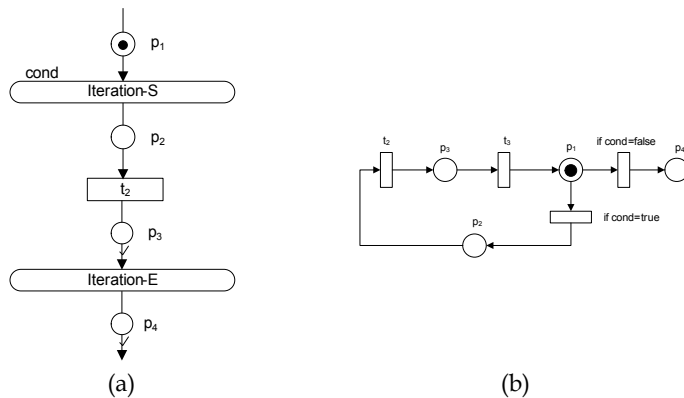 p1
cond
Iteration-S
p2
t2
p3
Iteration-E
p4
(a)
t2
p3
t3
p1
if cond=false
p4
if cond=true
p2
(b)